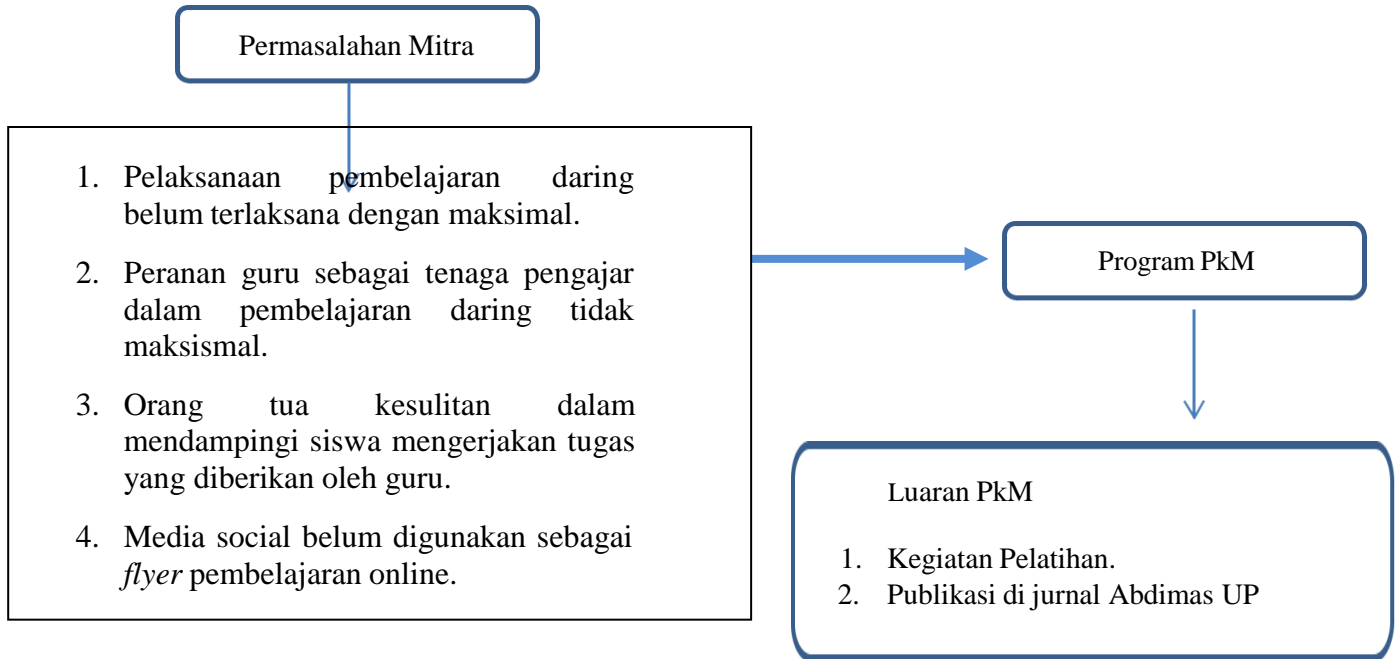 Permasalahan Mitra
1. Pelaksanaan pembelajaran daring
belum terlaksana dengan maksimal.
2. Peranan guru sebagai tenaga pengajar
dalam pembelajaran daring tidak
maksismal.
3. Orang tua kesulitan dalam
mendampingi siswa mengerjakan tugas
yang diberikan oleh guru.
4. Media social belum digunakan sebagai
flyer pembelajaran online.
Program PkM
Luaran PkM
1. Kegiatan Pelatihan.
2. Publikasi di jurnal Abdimas UP